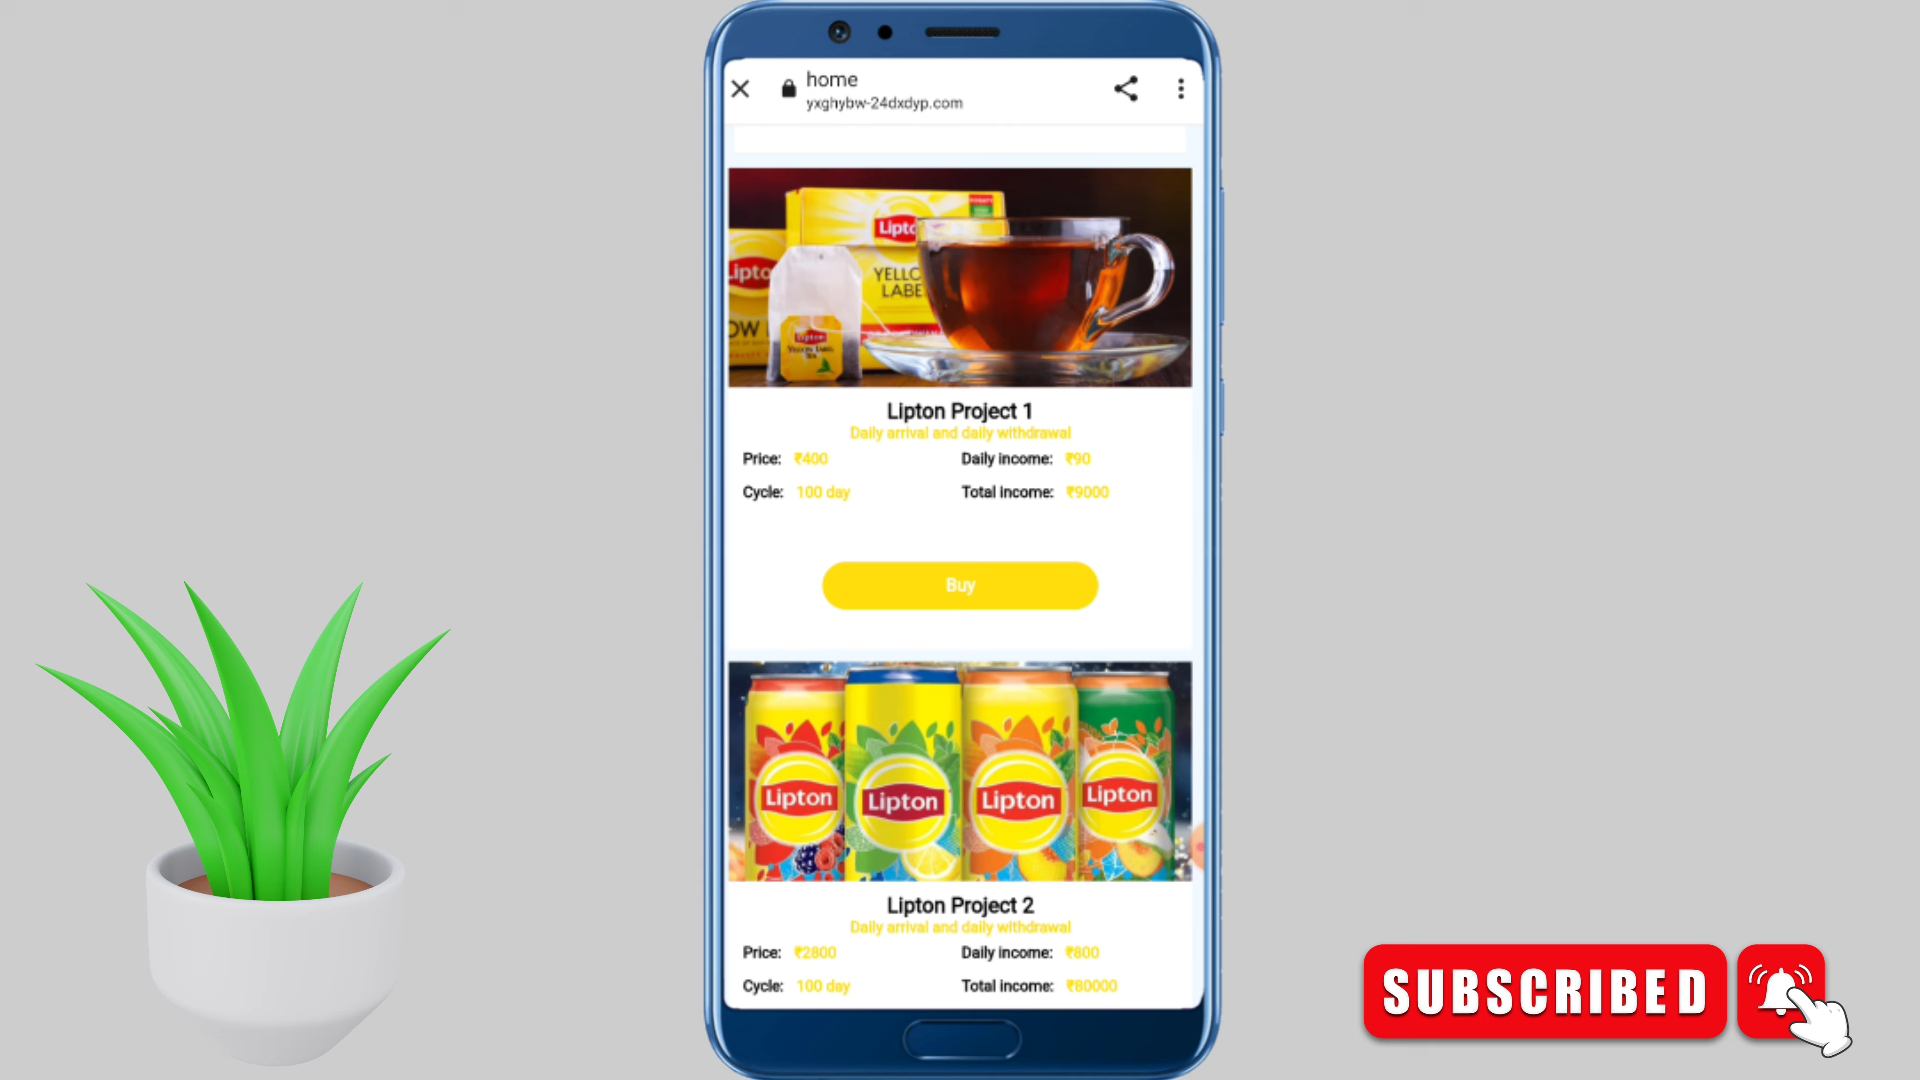 home
yxghybw-24dxdyp.com
Lipton
YELLOW LABEL
Lipton Project 1
Daily arrival and daily withdrawal
Price: ₹400 Daily income: ₹90
Cycle: 100 day Total income: ₹9000
Buy
Lipton Lipton Lipton Lipton
Lipton Project 2
Daily arrival and daily withdrawal
Price: ₹2800 Daily income: ₹800
Cycle: 100 day Total income: ₹80000
SUBSCRIBED